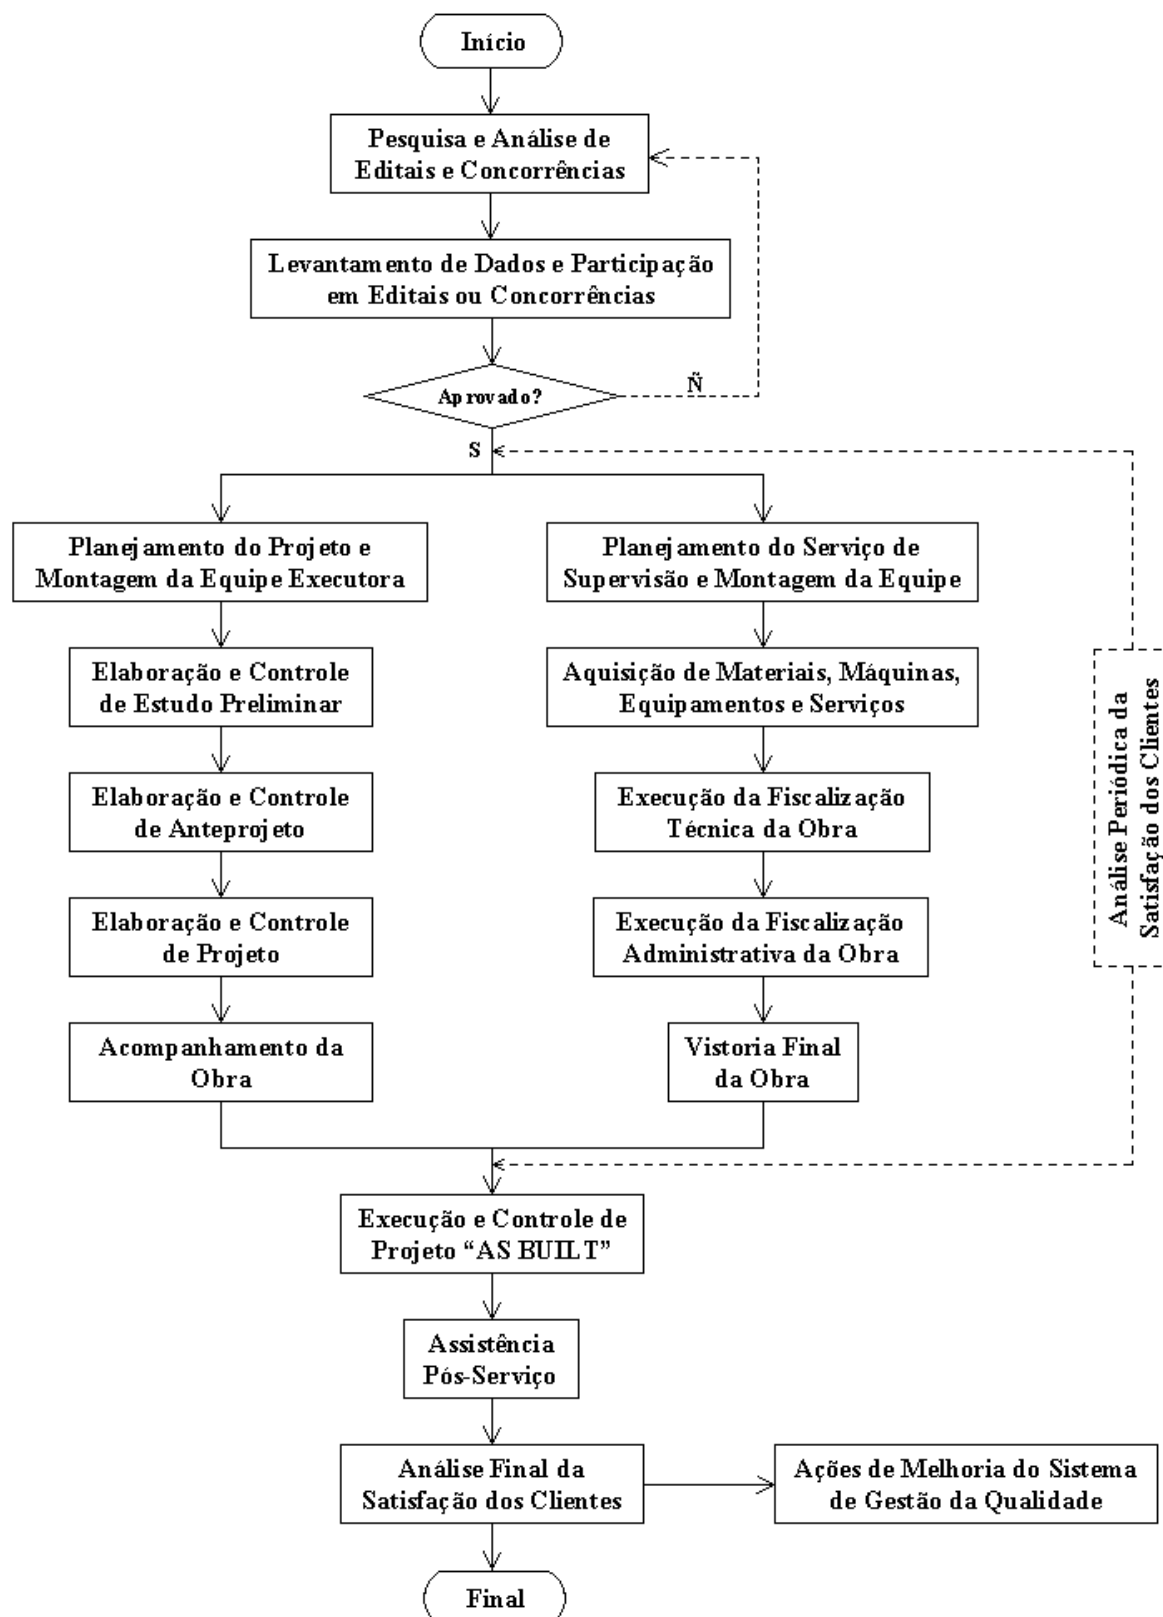 Início
Pesquisa e Análise de
Editais e Concorrências
Levantamento de Dados e Participação
em Editais ou Concorrências
Aprovado?
Ñ
S
Planejamento do Projeto e
Montagem da Equipe Executora
Planejamento do Serviço de
Supervisão e Montagem da Equipe
Elaboração e Controle
de Estudo Preliminar
Aquisição de Materiais, Máquinas,
Equipamentos e Serviços
Elaboração e Controle
de Anteprojeto
Execução da Fiscalização
Técnica da Obra
Análise Periódica da
Satisfação dos Clientes
Elaboração e Controle
de Projeto
Execução da Fiscalização
Administrativa da Obra
Acompanhamento da
Obra
Vistoria Final
da Obra
Execução e Controle de
Projeto “AS BUILT”
Assistência
Pós-Serviço
Análise Final da
Satisfação dos Clientes
Ações de Melhoria do Sistema
de Gestão da Qualidade
Final